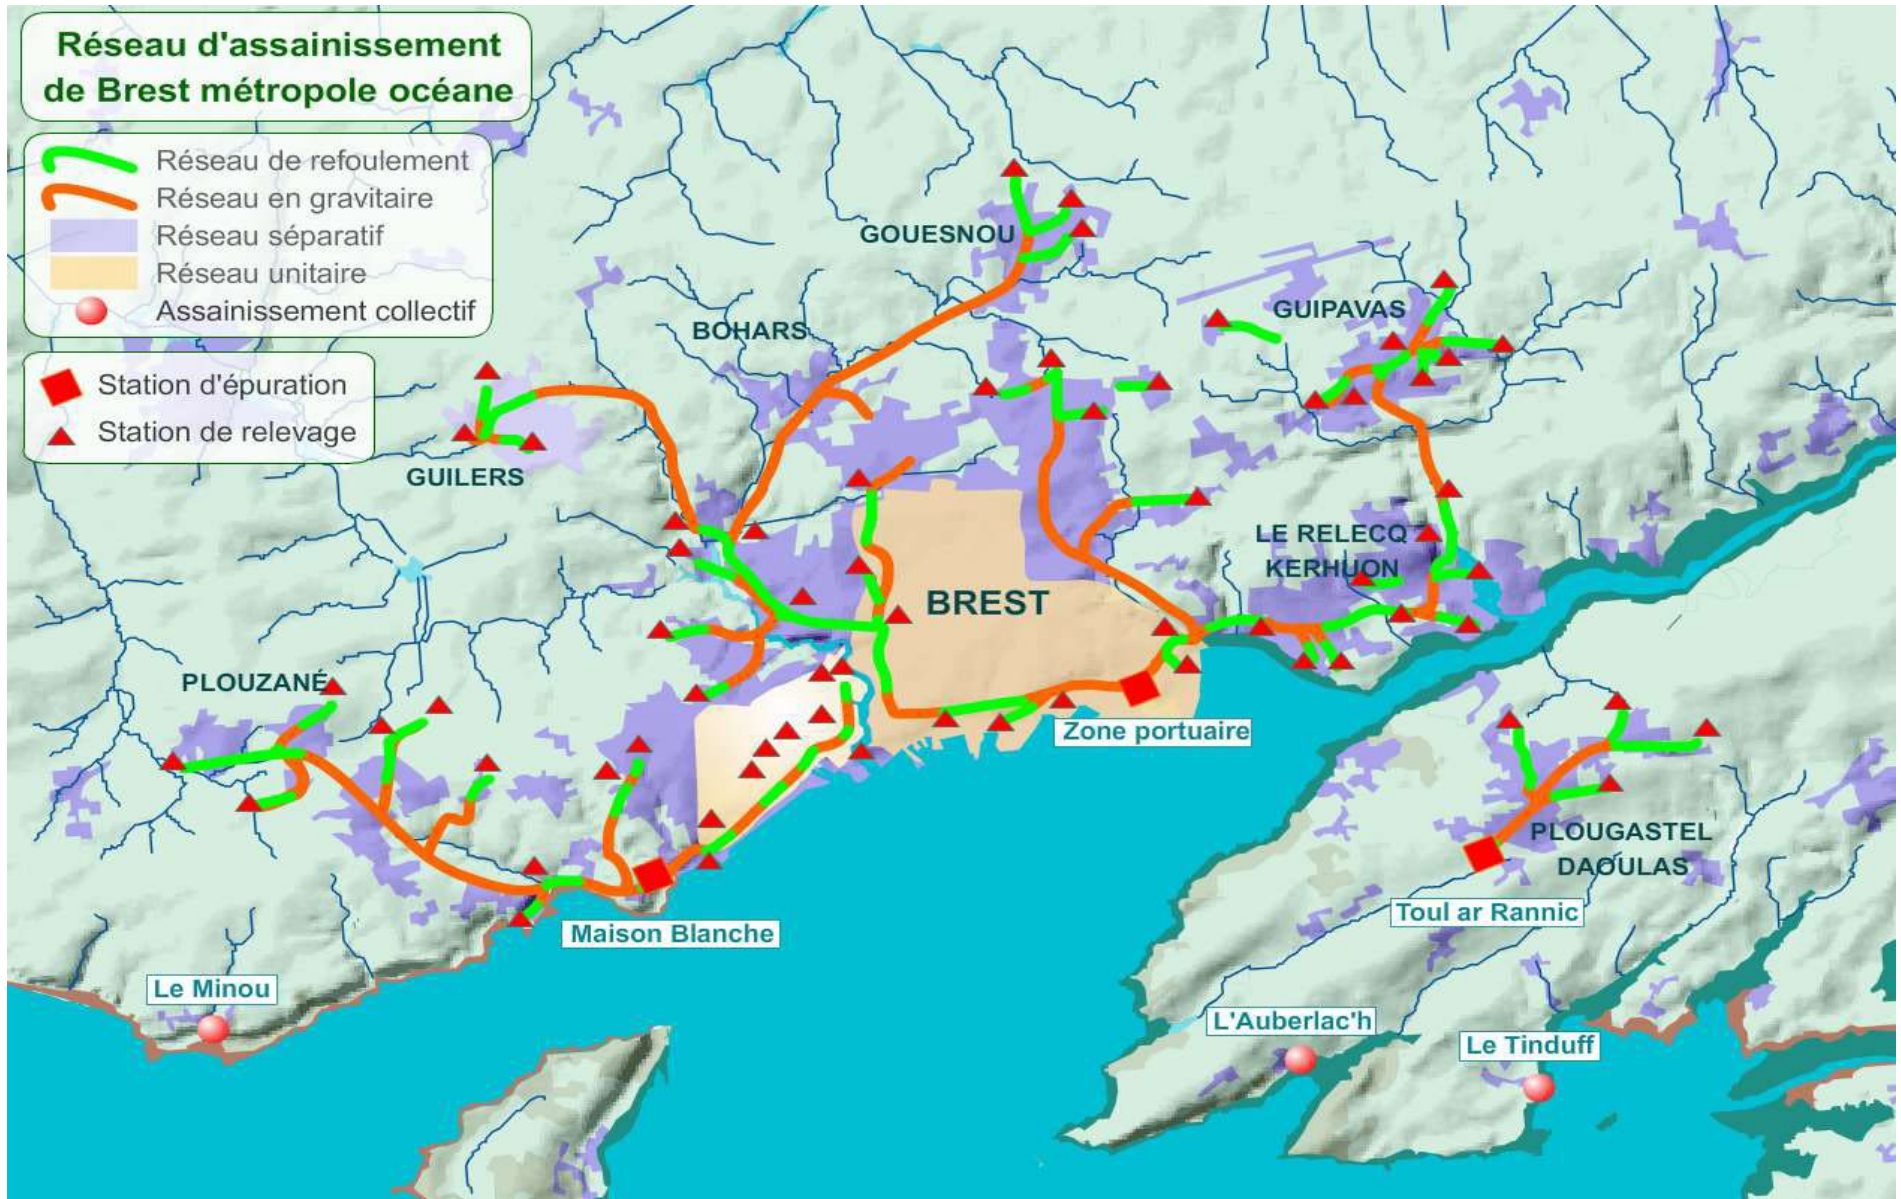 Réseau d'assainissement
de Brest métropole océane
Réseau de refoulement
Réseau en gravitaire
Réseau séparatif
Réseau unitaire
Assainissement collectif
Station d'épuration
Station de relevage
GOUESNOU
GUIPAVAS
BOHARS
GUILERS
LE RELECQ
KERHUON
BREST
PLOUZANÉ
Zone portuaire
PLOUGASTEL
DAOULAS
Toul ar Rannic
Maison Blanche
Le Minou
L'Auberlac'h
Le Tinduff